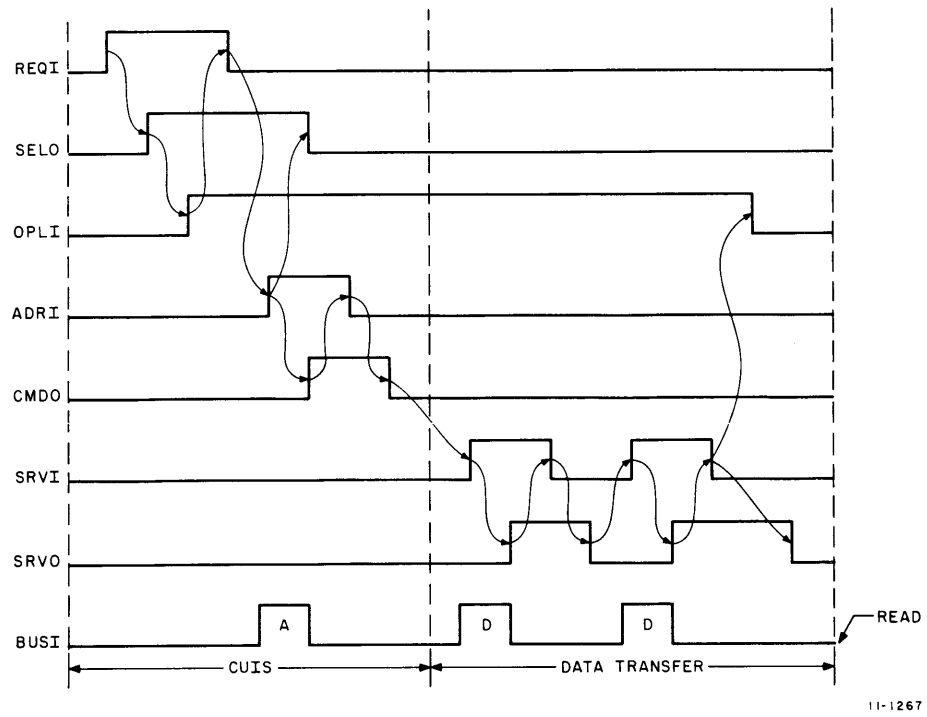 REQI
SELO
OPLI
ADRI
CMDO
SRVI
SRVO
A D D
BUSI
READ
CUIS DATA TRANSFER
11-1267